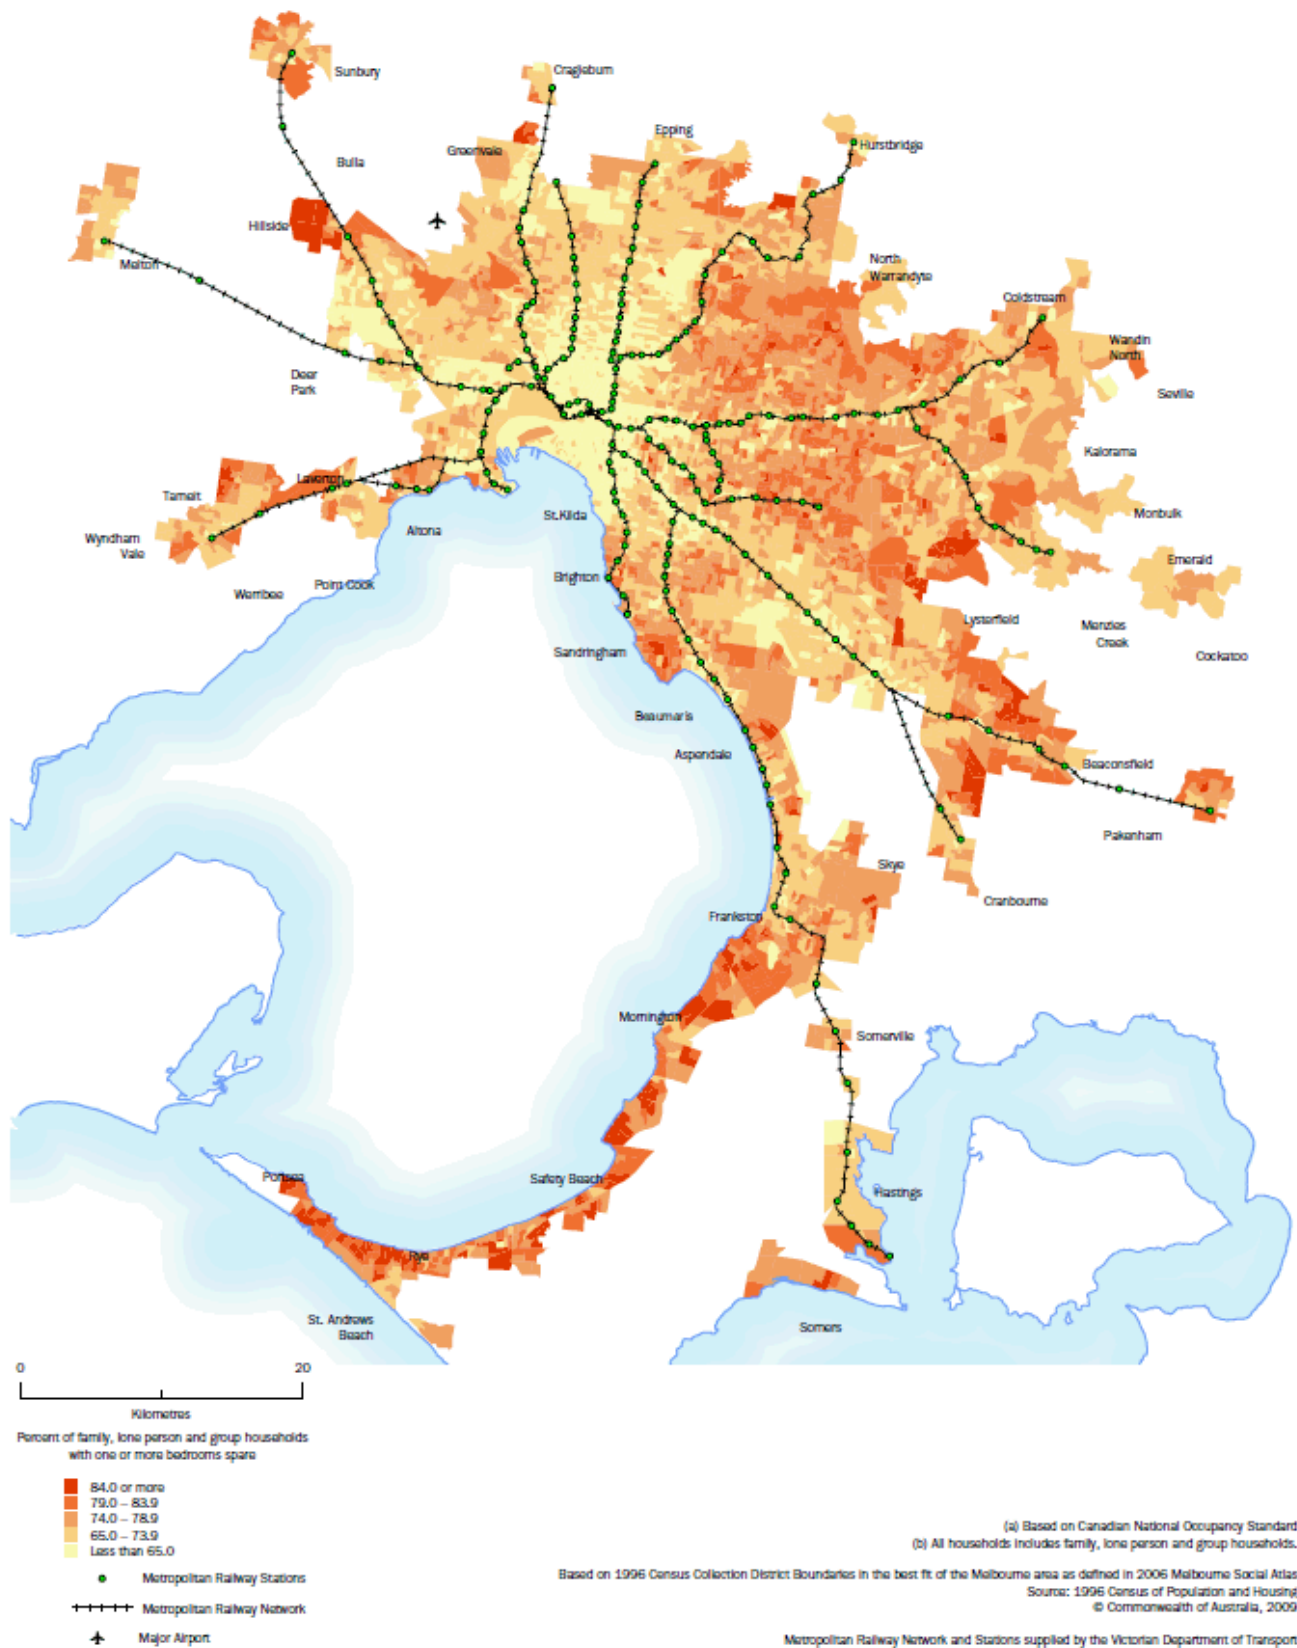 Sunbury
Craigieburn
Epping
Hurstbridge
Greenvale
Bulla
Hillside
Melton
North
Warrandyte
Coldstream
Wandin
North
Deer
Park
Seville
Kalorama
Laverton
Tarneit
Monbulk
St.Kilda
Altona
Wyndham
Vale
Emerald
Brighton
Point Cook
Werribee
Lysterfield
Menzies
Creek
Sandringham
Cockatoo
Beaumaris
Aspendale
Beaconsfield
Pakenham
Skye
Cranbourne
Frankston
Mornington
Somerville
Portsea
Safety Beach
Hastings
Rye
St. Andrews
Beach
Somers
0 20
Kilometres
Percent of family, lone person and group households
with one or more bedrooms spare
84.0 or more
79.0 – 83.9
74.0 – 78.9
65.0 – 73.9
Less than 65.0
Metropolitan Railway Stations
Metropolitan Railway Network
Major Airport
(a) Based on Canadian National Occupancy Standard
(b) All households includes family, lone person and group households.
Based on 1996 Census Collection District Boundaries in the best fit of the Melbourne area as defined in 2006 Melbourne Social Atlas
Source: 1996 Census of Population and Housing
© Commonwealth of Australia, 2009
Metropolitan Railway Network and Stations supplied by the Victorian Department of Transport